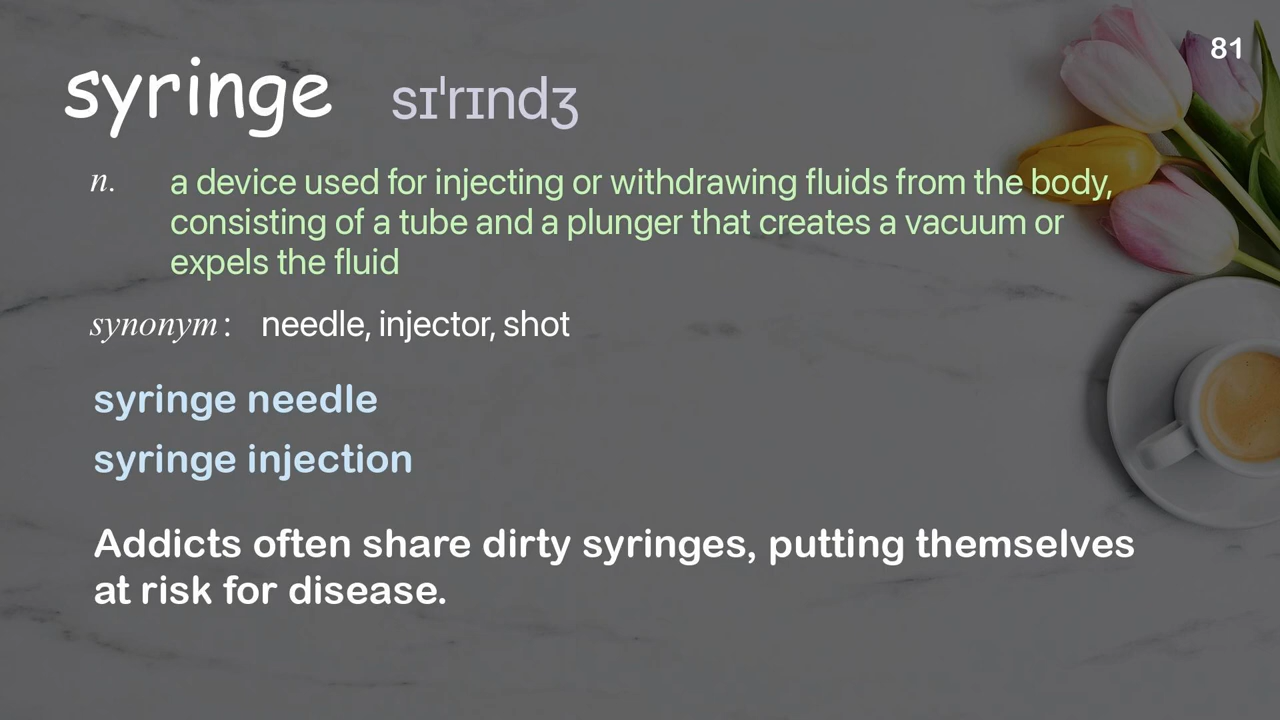 81
syringe sɪˈrɪndʒ
n. a device used for injecting or withdrawing fluids from the body,
consisting of a tube and a plunger that creates a vacuum or
expels the fluid
synonym: needle, injector, shot
syringe needle
syringe injection
Addicts often share dirty syringes, putting themselves
at risk for disease.